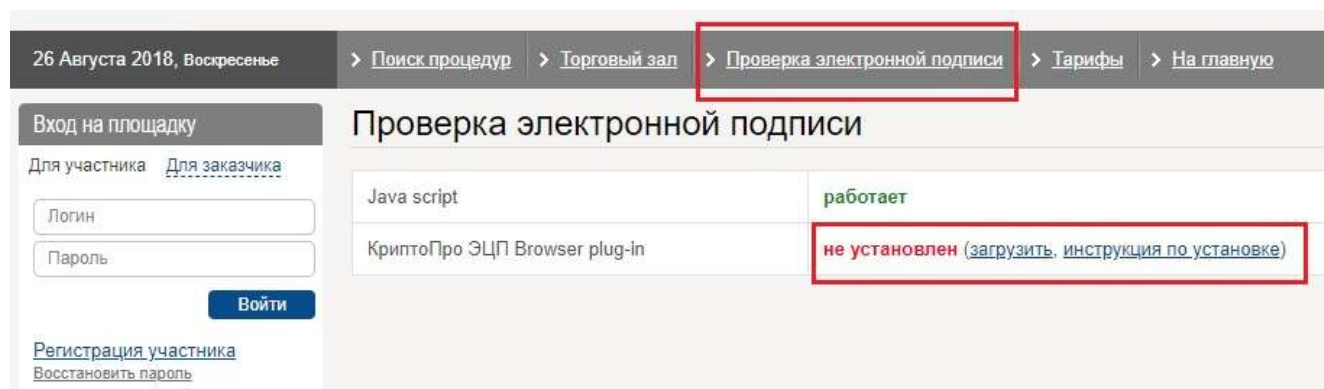 26 Августа 2018, Воскресенье
> Поиск процедур > Торговый зал > Проверка электронной подписи > Тарифы > На главную
Вход на площадку
Для участника Для заказчика
Логин
Пароль
Войти
Регистрация участника
Восстановить пароль
Проверка электронной подписи
Java script работает
КриптоПро ЭЦП Browser plug-in не установлен (загрузить, инструкция по установке)